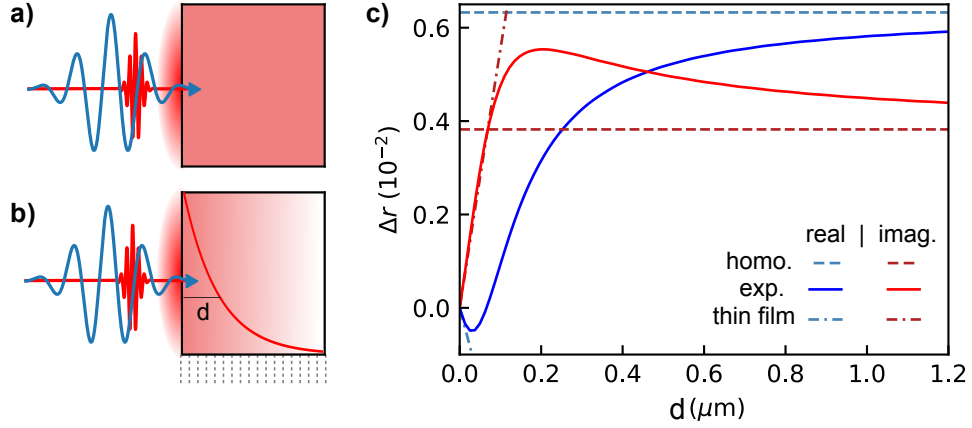 a)
b)
d
c)
Δr (10⁻²)
0.6
0.4
0.2
0.0
0.0 0.2 0.4 0.6 0.8 1.0 1.2
d (μm)
real | imag.
homo.
exp.
thin film